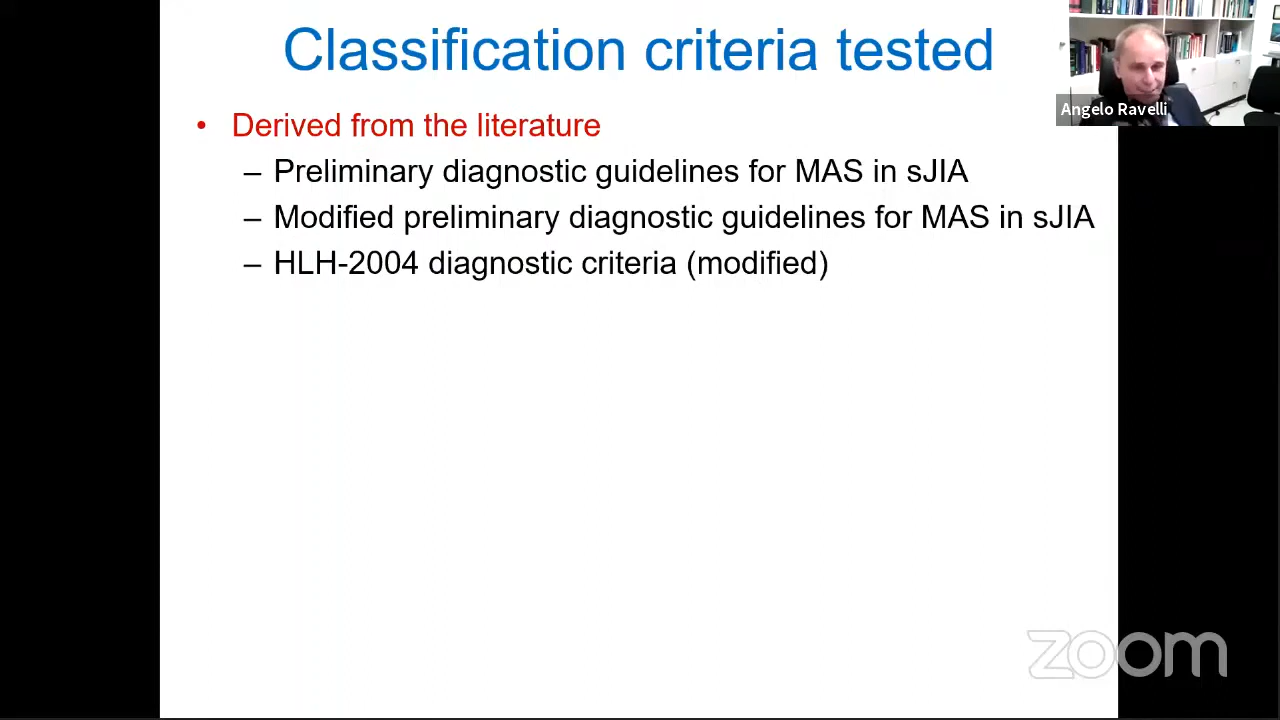 Classification criteria tested
Angelo Ravelli
• Derived from the literature
– Preliminary diagnostic guidelines for MAS in sJIA
– Modified preliminary diagnostic guidelines for MAS in sJIA
– HLH-2004 diagnostic criteria (modified)
zoom